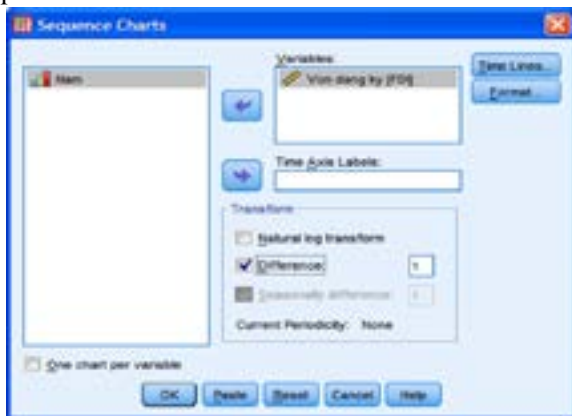 Sequence Charts
Nam
Variables:
Von dang ky [FDI]
Time Lines...
Format...
Time Axis Labels:
Transform
Natural log transform
Difference:
1
Seasonally difference:
1
Current Periodicity: None
One chart per variable
OK
Paste
Reset
Cancel
Help